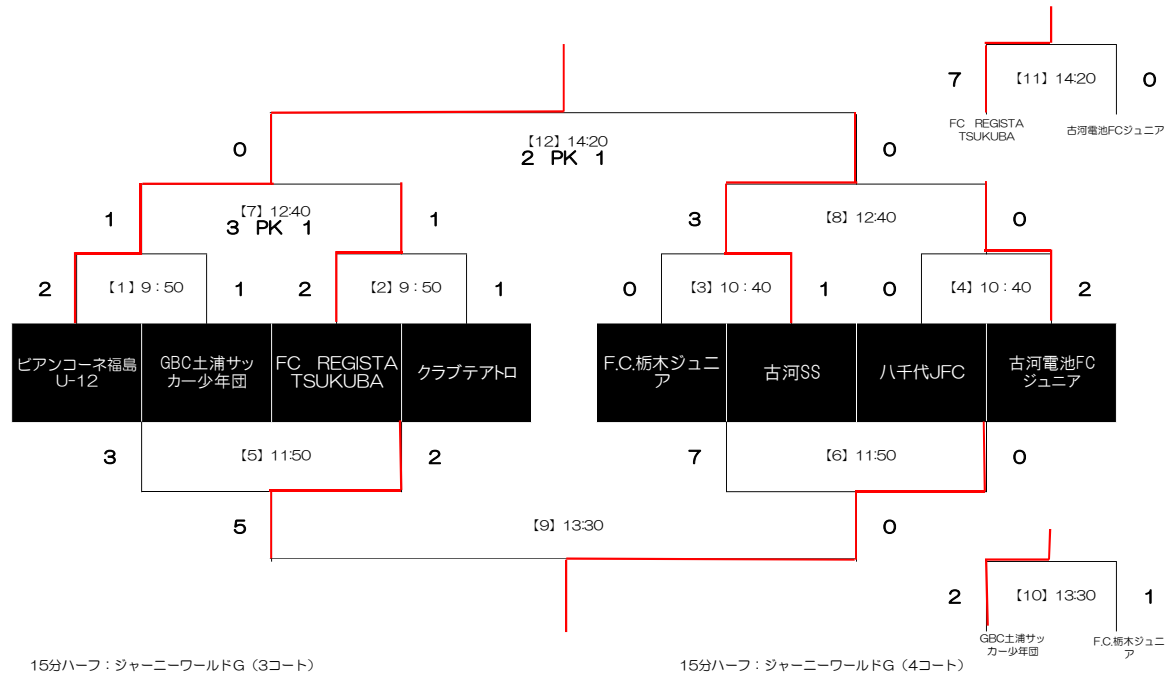 7 【11】14:20 0
FC REGISTA
TSUKUBA
古河電池FCジュニア
0 【12】14:20 0
2 PK 1
1 【7】12:40 1
3 PK 1
3 【8】12:40 0
2 【1】9：50 1
2 【2】9：50 1
0 【3】10：40 1
0 【4】10：40 2
ビアンコーネ福島
U-12
GBC土浦サッ
カー少年団
FC REGISTA
TSUKUBA
クラブテアトロ
F.C.栃木ジュニ
ア
古河SS
八千代JFC
古河電池FC
ジュニア
3 【5】11:50 2
7 【6】11:50 0
5 【9】13:30 0
2 【10】13:30 1
GBC土浦サッ
カー少年団
F.C.栃木ジュニ
ア
15分ハーフ：ジャーニーワールドG（3コート）
15分ハーフ：ジャーニーワールドG（4コート）